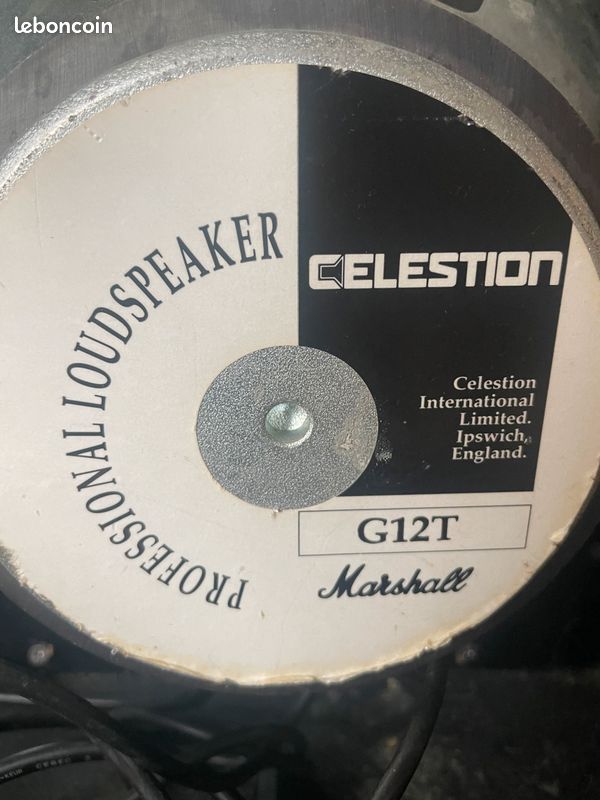 leboncoin
PROFESSIONAL LOUDSPEAKER
CELESTION
Celestion
International
Limited.
Ipswich,
England.
G12T
Marshall